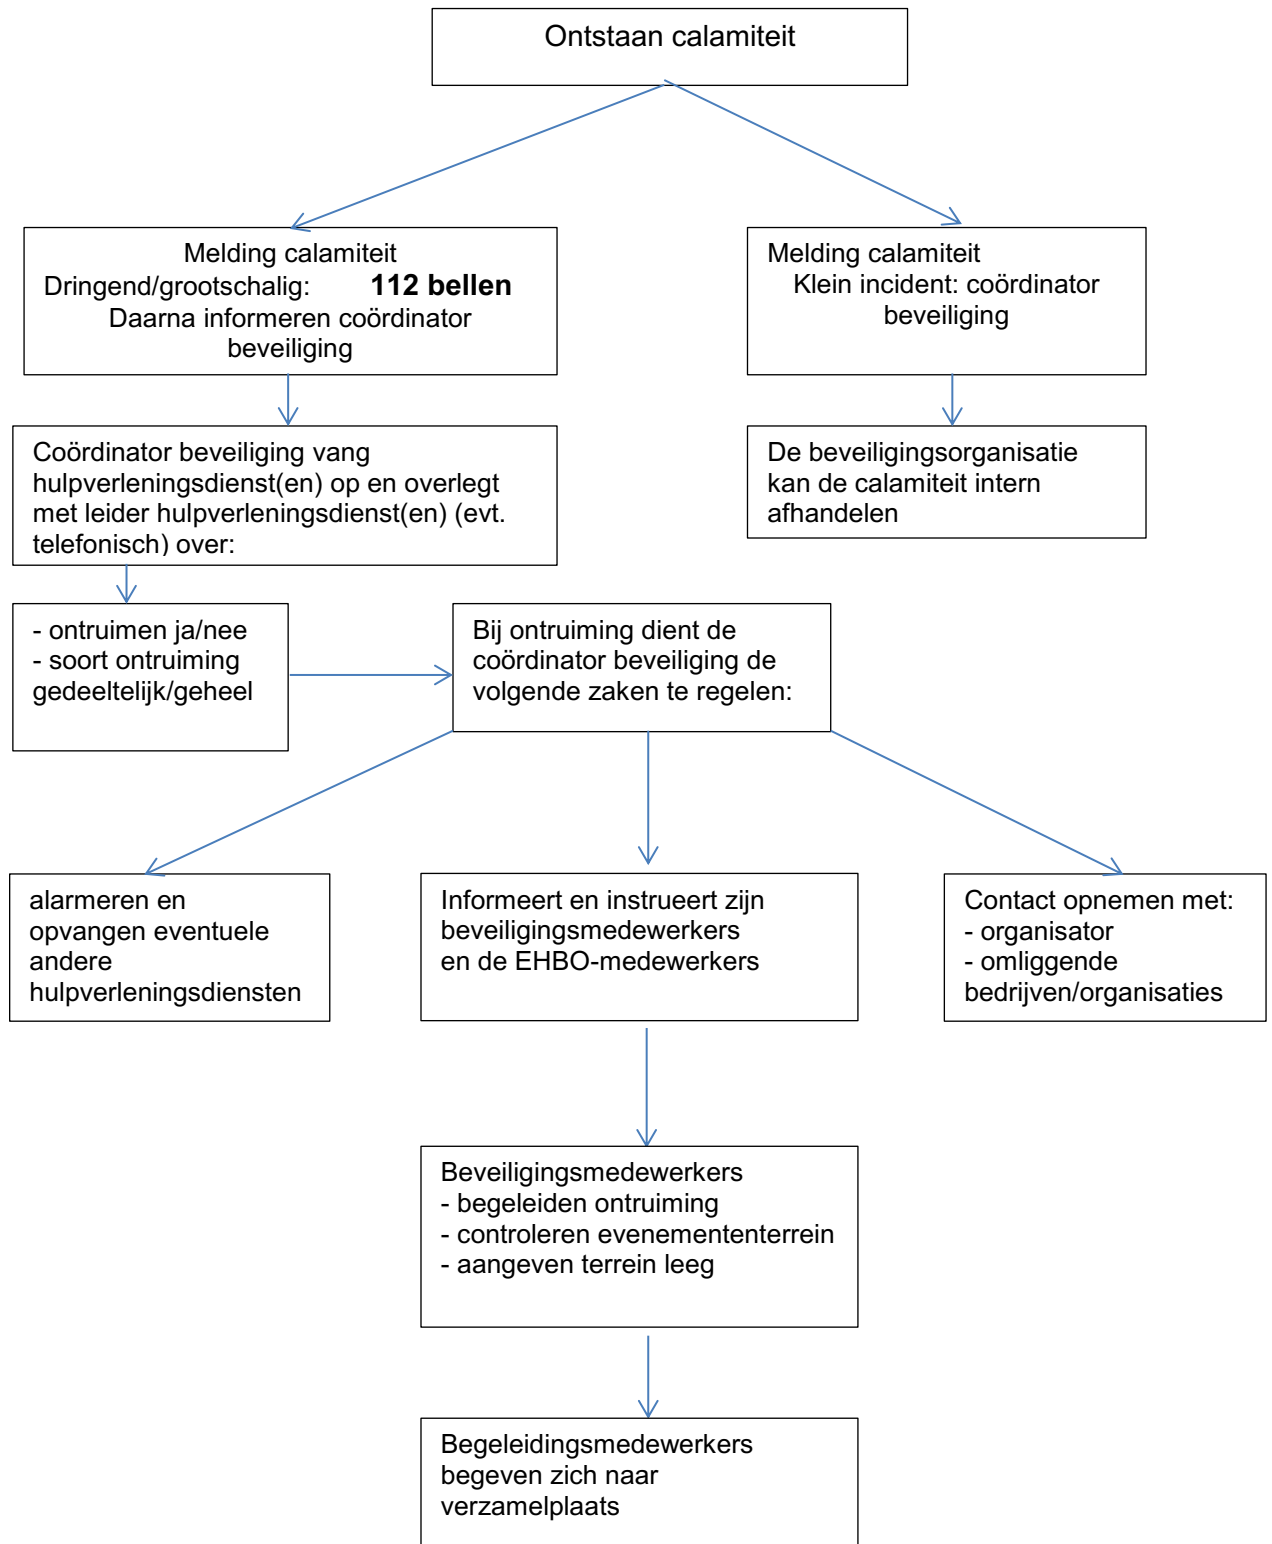 Ontstaan calamiteit
Melding calamiteit
Dringend/grootschalig: 112 bellen
Daarna informeren coördinator
beveiliging
Melding calamiteit
Klein incident: coördinator
beveiliging
Coördinator beveiliging vang
hulpverleningsdienst(en) op en overlegt
met leider hulpverleningsdienst(en) (evt.
telefonisch) over:
De beveiligingsorganisatie
kan de calamiteit intern
afhandelen
- ontruimen ja/nee
- soort ontruiming
gedeeltelijk/geheel
Bij ontruiming dient de
coördinator beveiliging de
volgende zaken te regelen:
alarmeren en
opvangen eventuele
andere
hulpverleningsdiensten
Informeert en instrueert zijn
beveiligingsmedewerkers
en de EHBO-medewerkers
Contact opnemen met:
- organisator
- omliggende
bedrijven/organisaties
Beveiligingsmedewerkers
- begeleiden ontruiming
- controleren evenemententerrein
- aangeven terrein leeg
Begeleidingsmedewerkers
begeven zich naar
verzamelplaats